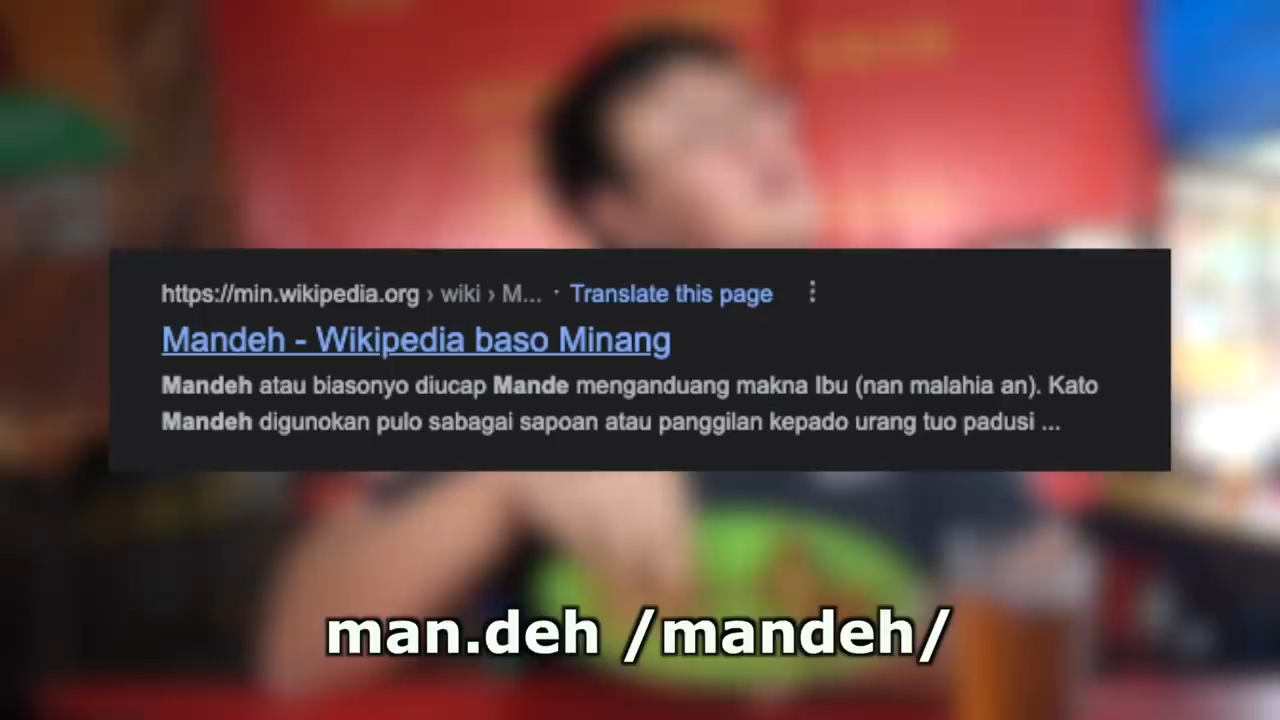 https://min.wikipedia.org › wiki › M... · Translate this page
Mandeh - Wikipedia baso Minang
Mandeh atau biasonyo diucap Mande menganduang makna Ibu (nan malahia an). Kato
Mandeh digunokan pulo sabagai sapoan atau panggilan kepado urang tuo padusi ...
man.deh /mandeh/